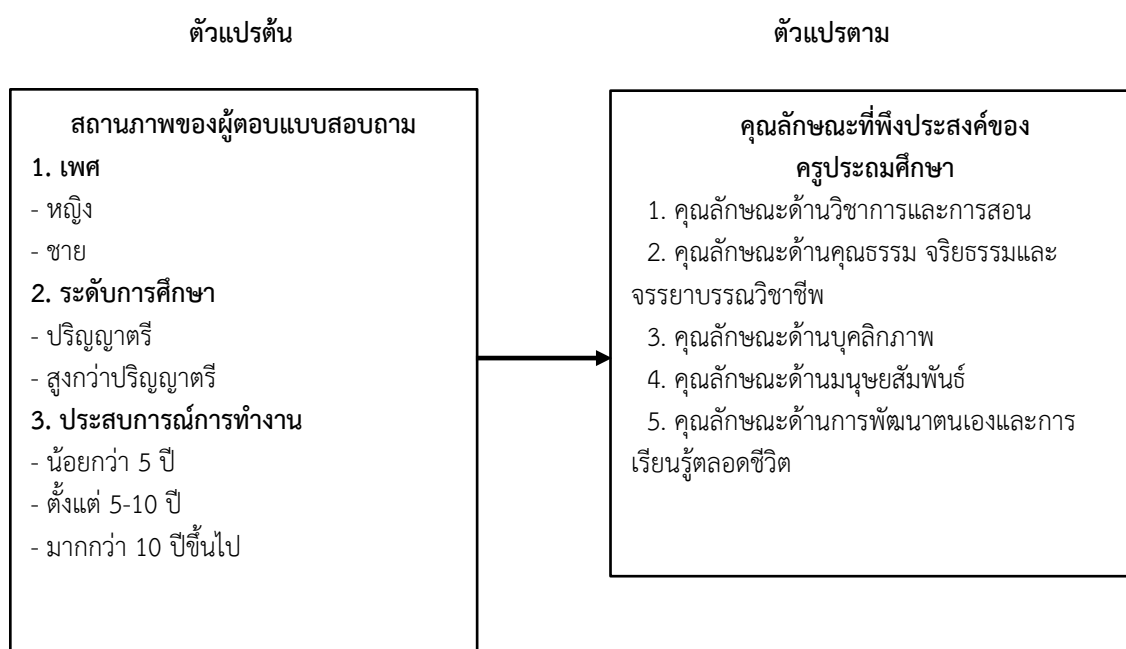 ตัวแปรต้น
ตัวแปรตาม
สถานภาพของผู้ตอบแบบสอบถาม
1. เพศ
- หญิง
- ชาย
2. ระดับการศึกษา
- ปริญญาตรี
- สูงกว่าปริญญาตรี
3. ประสบการณ์การทำงาน
- น้อยกว่า 5 ปี
- ตั้งแต่ 5-10 ปี
- มากกว่า 10 ปีขึ้นไป
คุณลักษณะที่พึงประสงค์ของ
ครูประถมศึกษา
1. คุณลักษณะด้านวิชาการและการสอน
2. คุณลักษณะด้านคุณธรรม จริยธรรมและ
จรรยาบรรณวิชาชีพ
3. คุณลักษณะด้านบุคลิกภาพ
4. คุณลักษณะด้านมนุษยสัมพันธ์
5. คุณลักษณะด้านการพัฒนาตนเองและการ
เรียนรู้ตลอดชีวิต